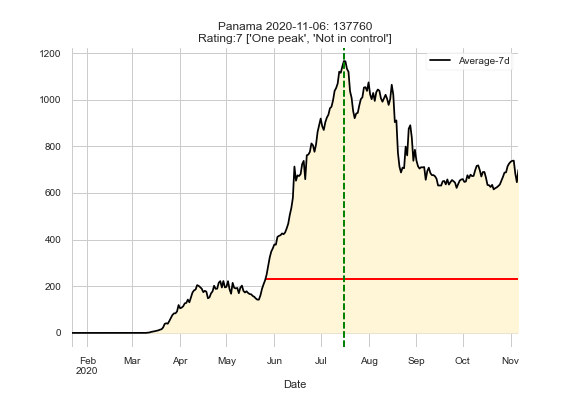 Panama 2020-11-06: 137760
Rating:7 ['One peak', 'Not in control']
Average-7d
1200
1000
800
600
400
200
0
Feb Mar Apr May Jun Jul Aug Sep Oct Nov
2020
Date